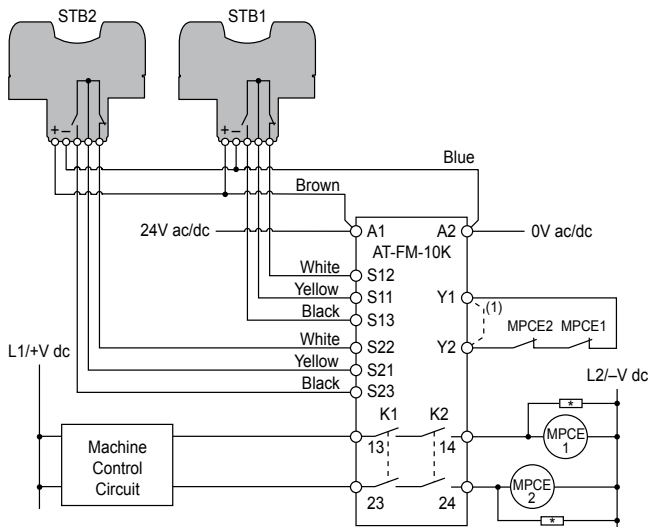 STB2
STB1
+ −
+ −
Blue
Brown
24V ac/dc
A1
A2
0V ac/dc
AT-FM-10K
White
S12
Yellow
S11
Y1
Black
S13
(1)
MPCE2
MPCE1
White
S22
Y2
L1/+V dc
Yellow
S21
L2/–V dc
Black
S23
*
K1
K2
Machine
Control
Circuit
13
14
MPCE
1
23
24
MPCE
2
*